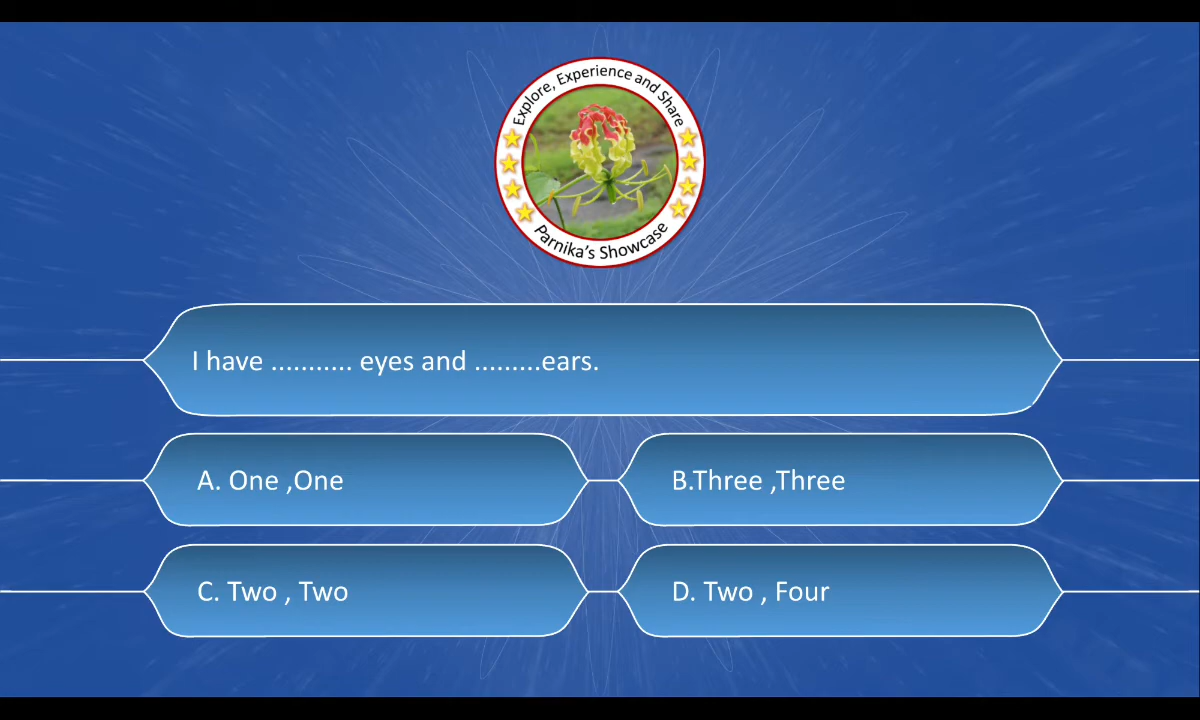 Explore, Experience and Share
Parnika's Showcase
I have ........... eyes and .........ears.
A. One ,One
B.Three ,Three
C. Two , Two
D. Two , Four